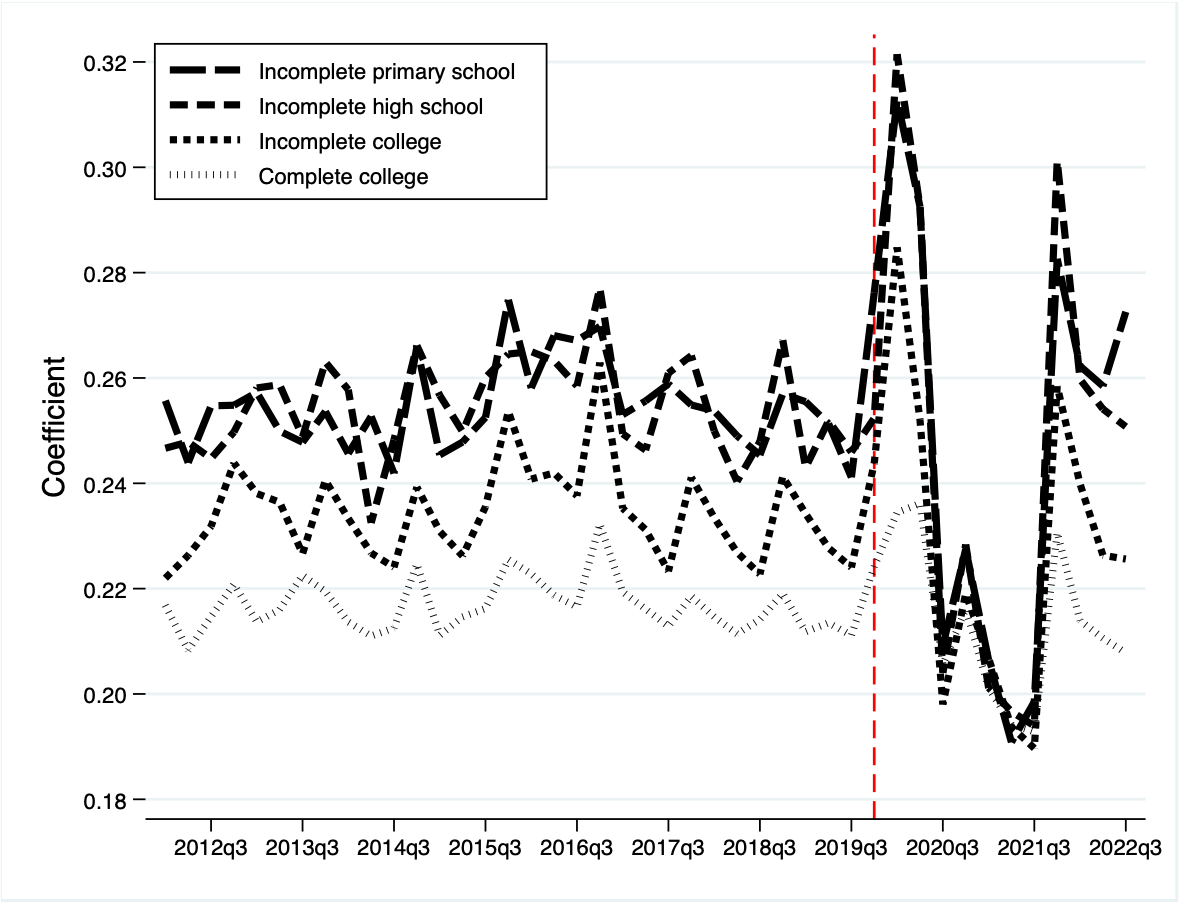 Incomplete primary school
Incomplete high school
Incomplete college
Complete college
Coefficient
0.32
0.30
0.28
0.26
0.24
0.22
0.20
0.18
2012q3 2013q3 2014q3 2015q3 2016q3 2017q3 2018q3 2019q3 2020q3 2021q3 2022q3